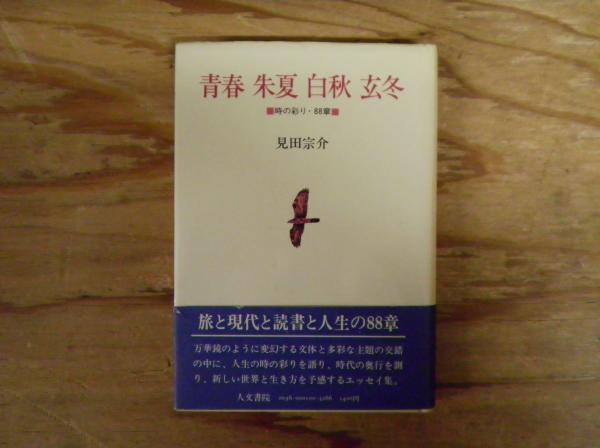 青春 朱夏 白秋 玄冬
■時の彩り・88章■
見田宗介
旅と現代と読書と人生の88章
万華鏡のように変幻する文体と多彩な主題の交錯
の中に、人生の時の彩りを語り、時代の奥行を測
り、新しい世界と生き方を予感するエッセイ集。
人文書院 1400円